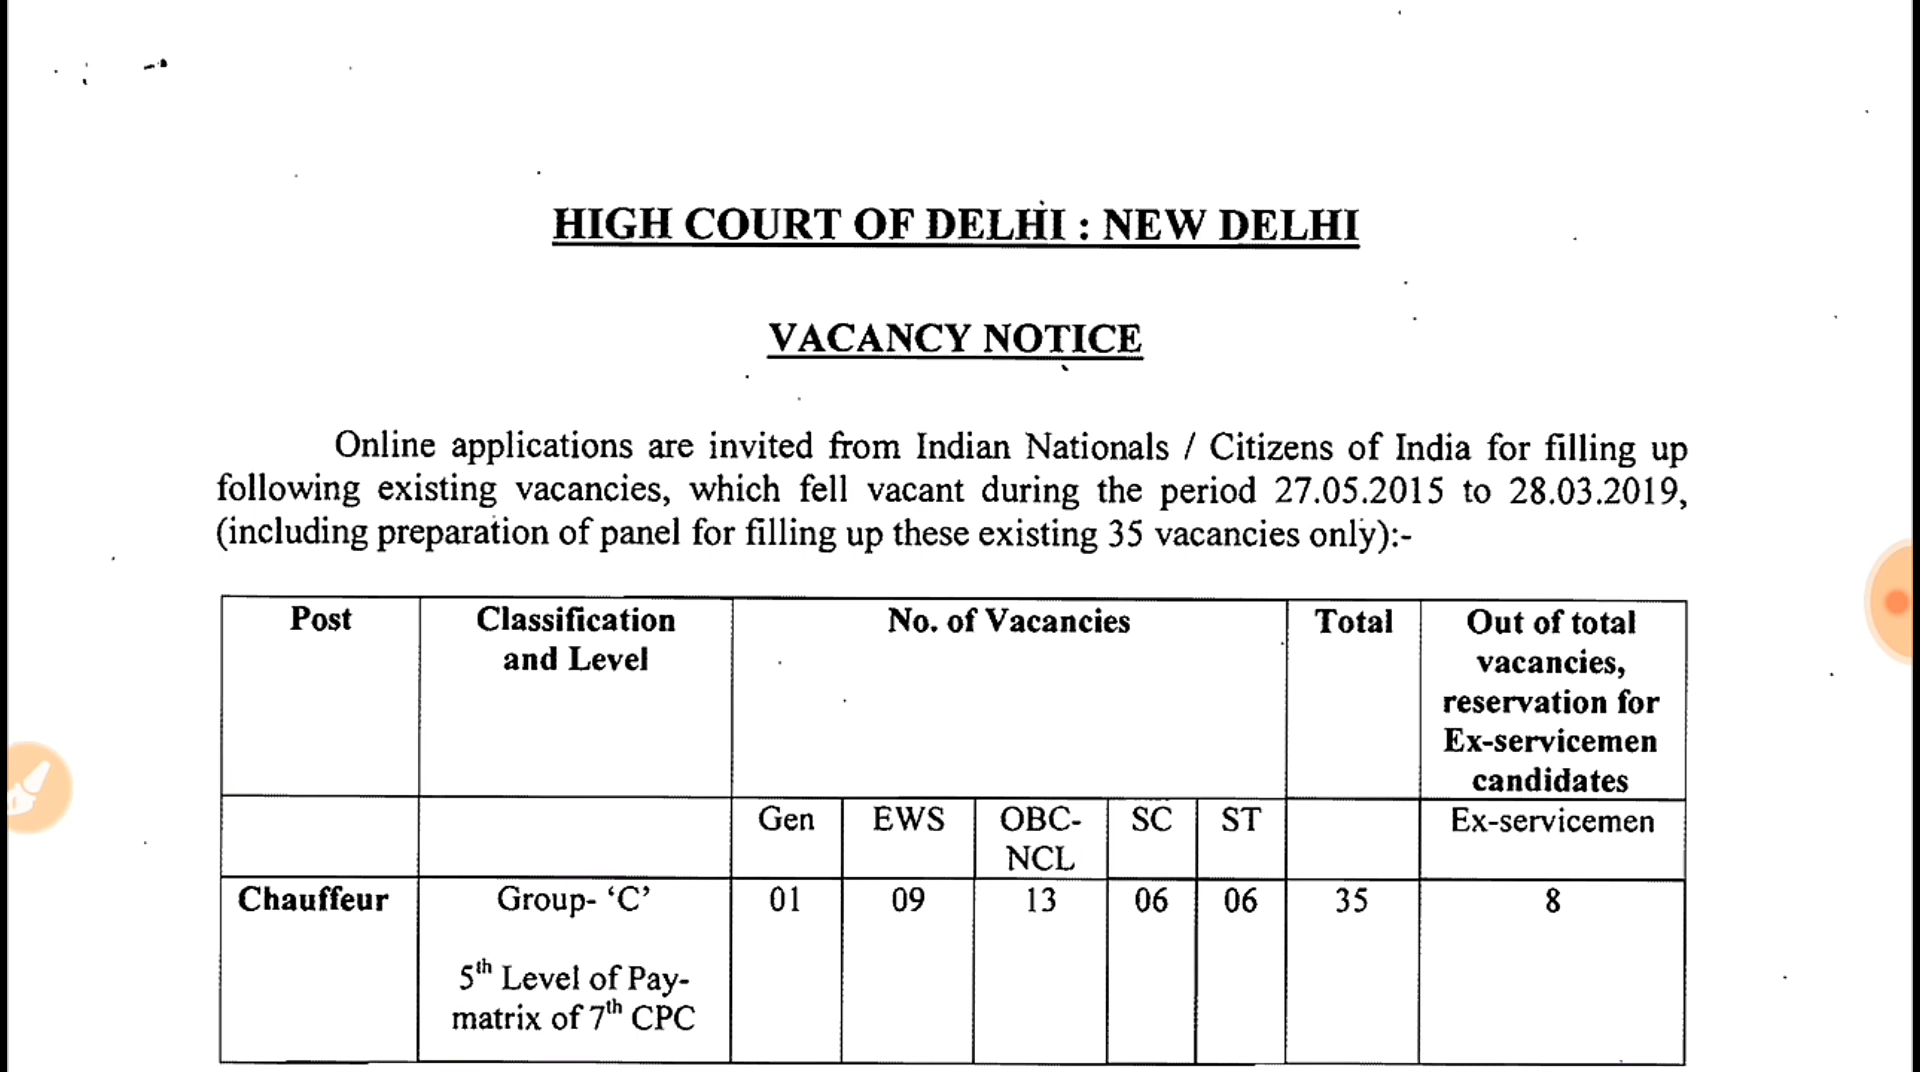 HIGH COURT OF DELHI : NEW DELHI
VACANCY NOTICE
Online applications are invited from Indian Nationals / Citizens of India for filling up
following existing vacancies, which fell vacant during the period 27.05.2015 to 28.03.2019,
(including preparation of panel for filling up these existing 35 vacancies only):-
Post Classification No. of Vacancies Total Out of total
and Level vacancies,
reservation for
Ex-servicemen
candidates
Gen EWS OBC- SC ST Ex-servicemen
NCL
Chauffeur Group- ‘C’ 01 09 13 06 06 35 8
5th Level of Pay-
matrix of 7th CPC